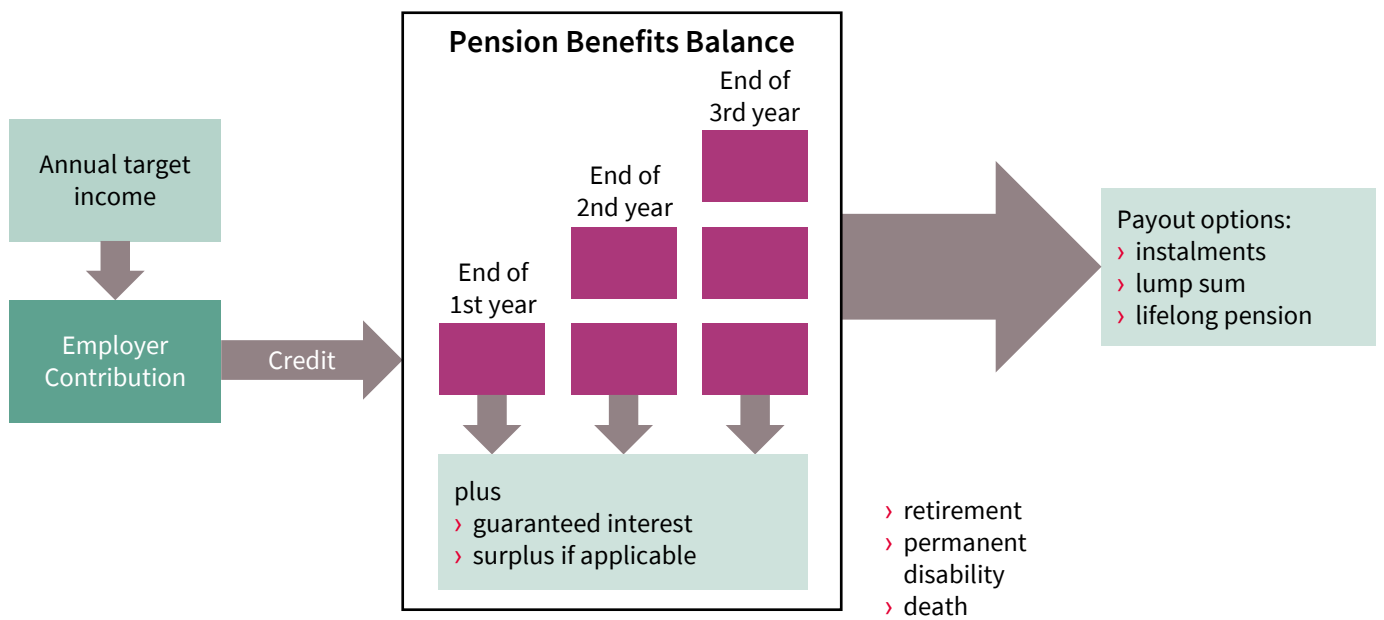 Pension Benefits Balance
Annual target
income
Employer
Contribution
Credit
End of
1st year
End of
2nd year
End of
3rd year
plus
› guaranteed interest
› surplus if applicable
› retirement
› permanent
disability
› death
Payout options:
› instalments
› lump sum
› lifelong pension